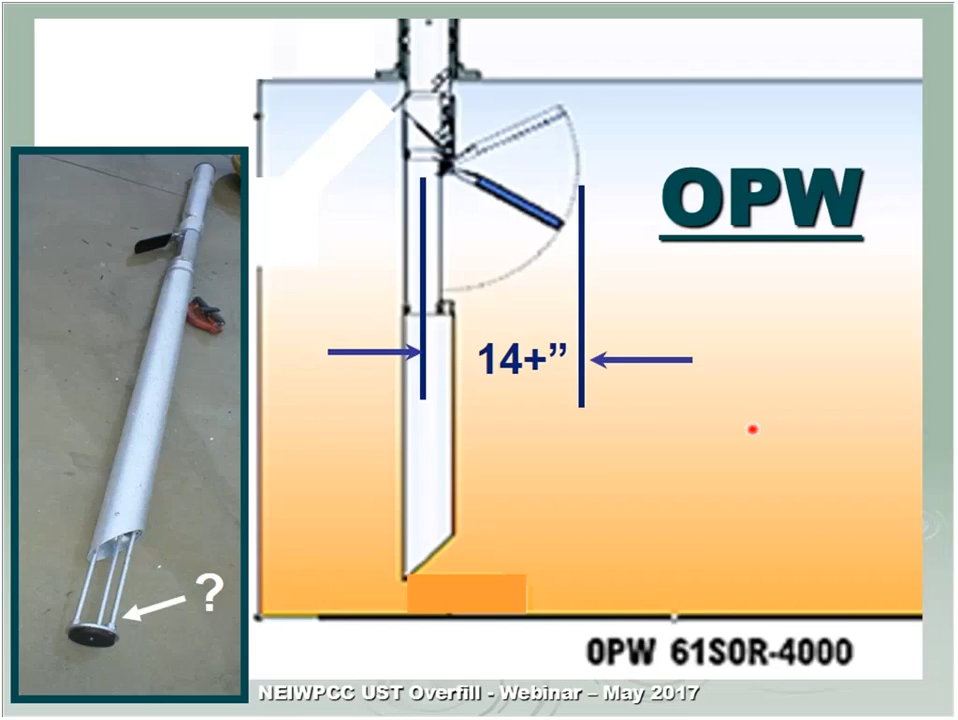 OPW
14+”
?
OPW 61SOR-4000
NEIWPCC UST Overfill - Webinar – May 2017